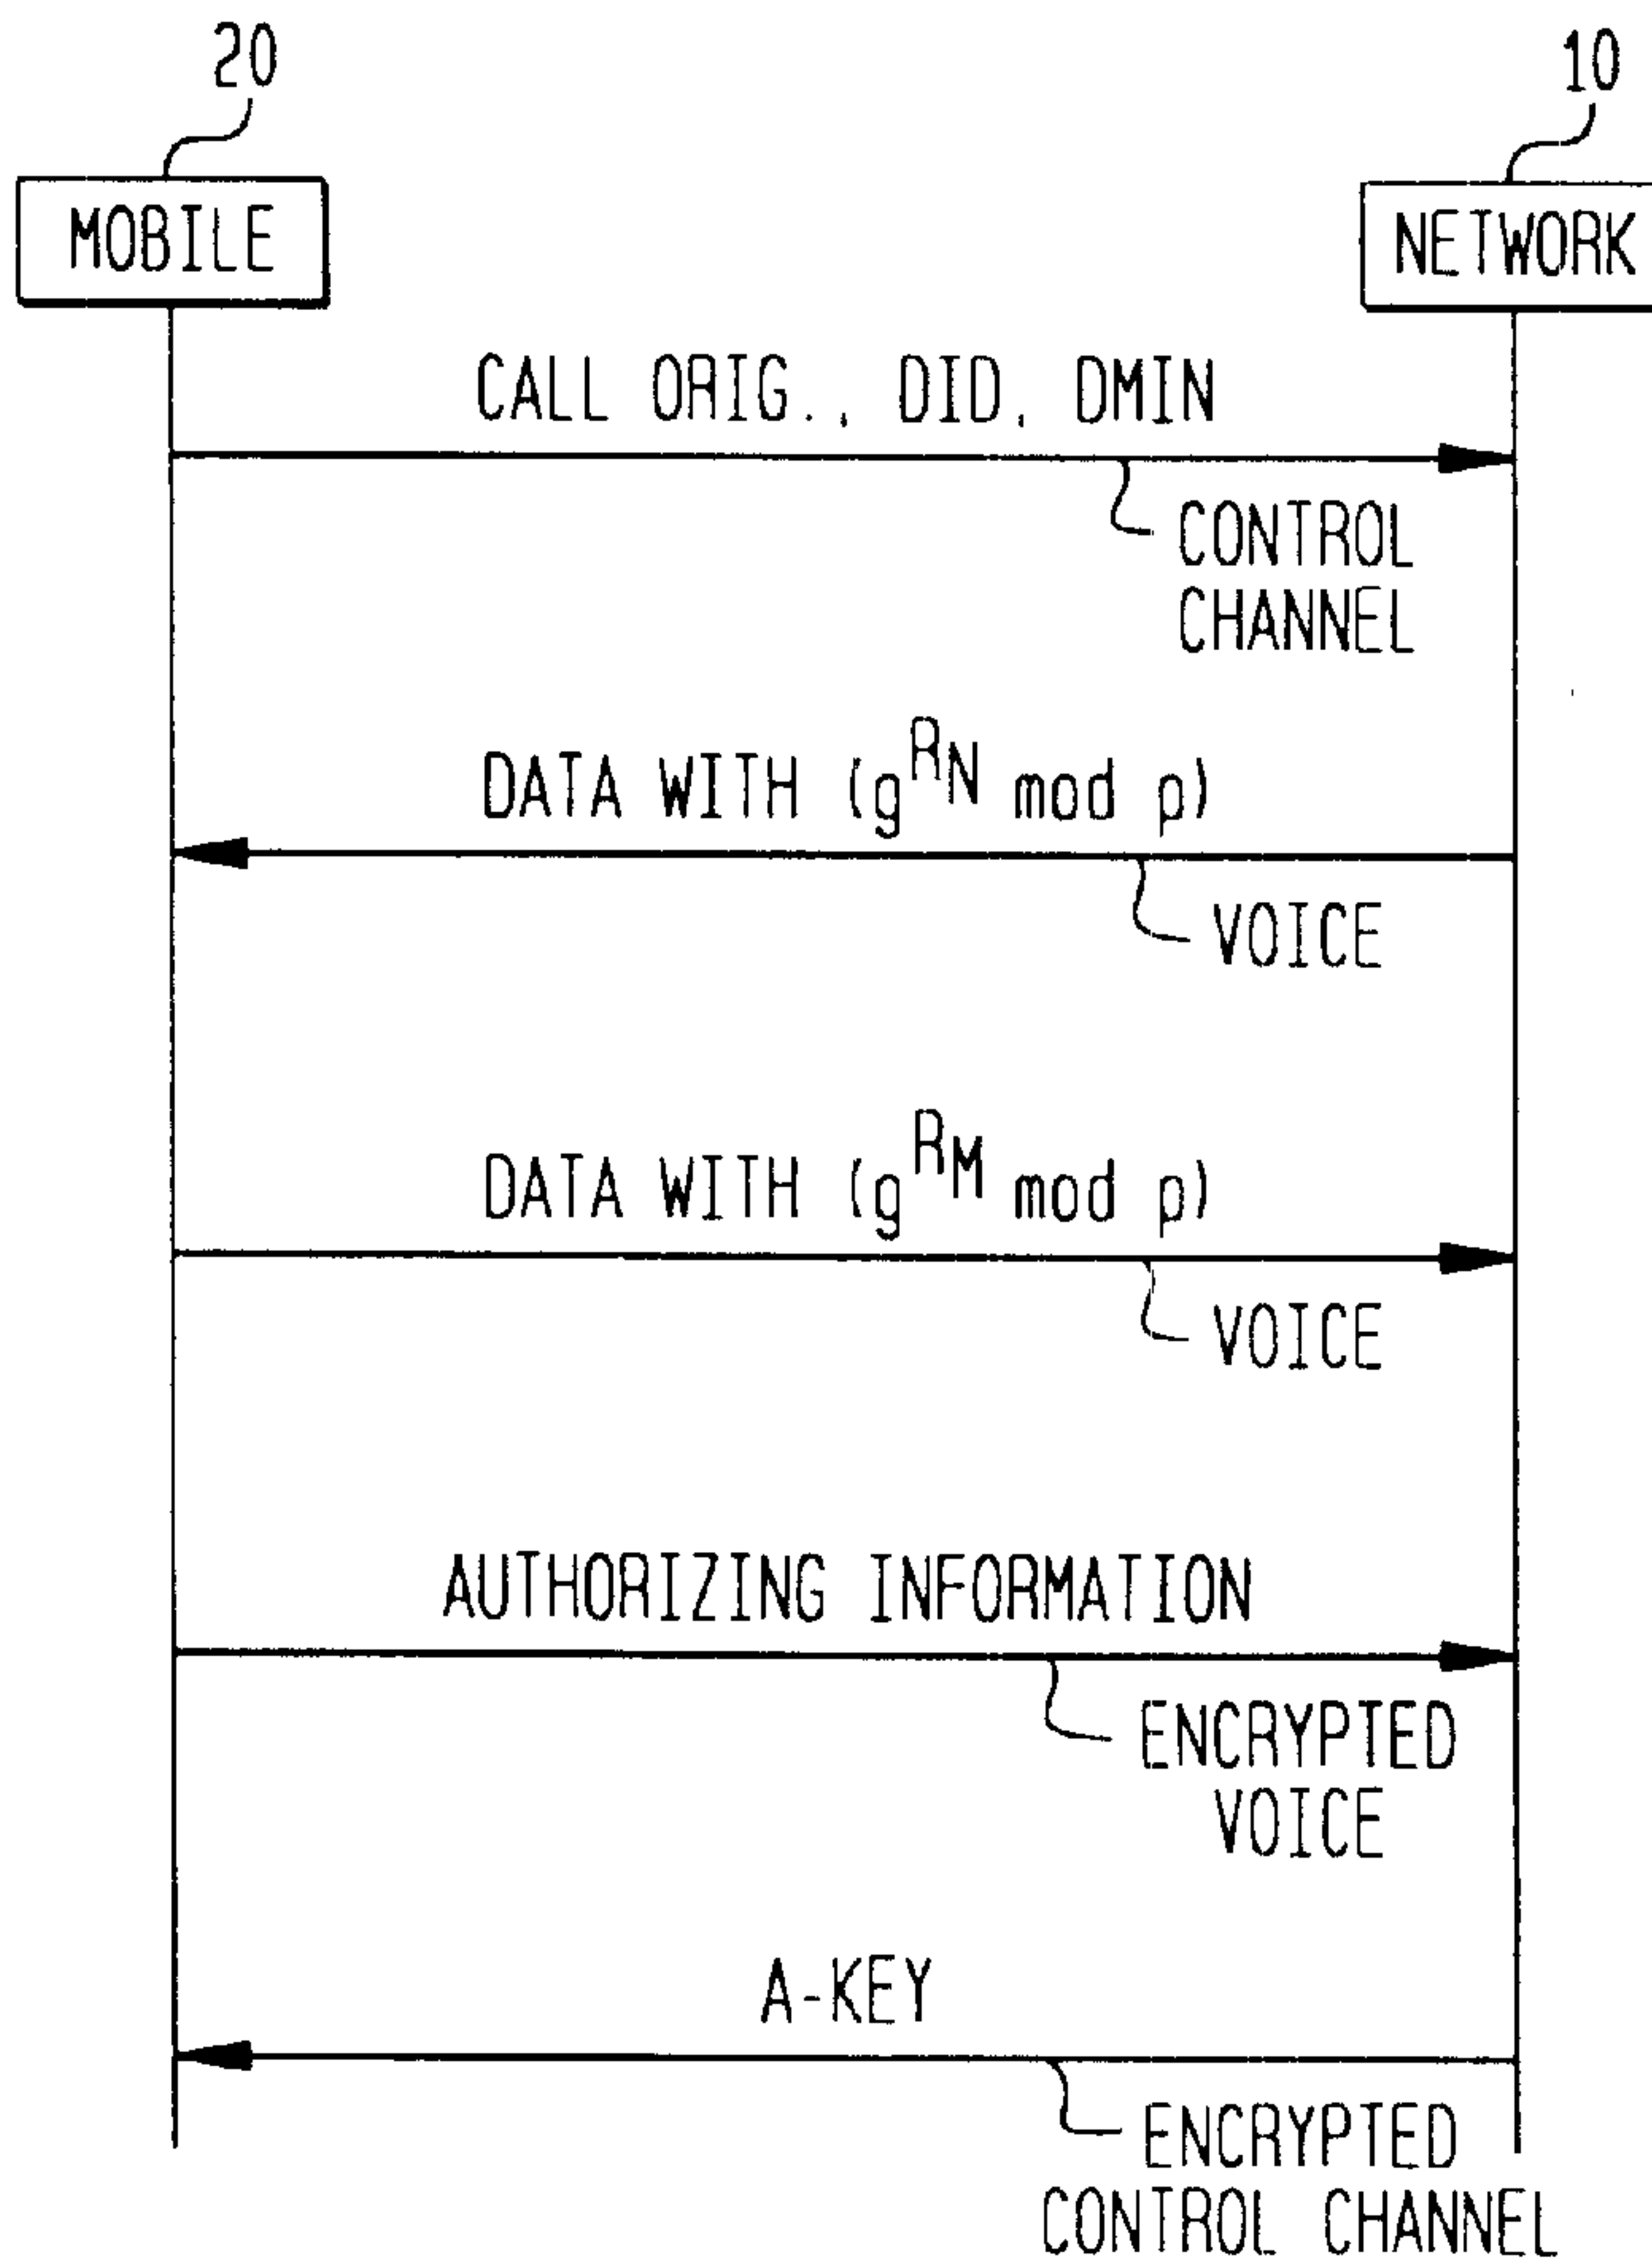 20
10
MOBILE
NETWORK
CALL ORIG., DID, DMIN
CONTROL
CHANNEL
DATA WITH (g^RN mod p)
VOICE
DATA WITH (g^RM mod p)
VOICE
AUTHORIZING INFORMATION
ENCRYPTED
VOICE
A-KEY
ENCRYPTED
CONTROL CHANNEL